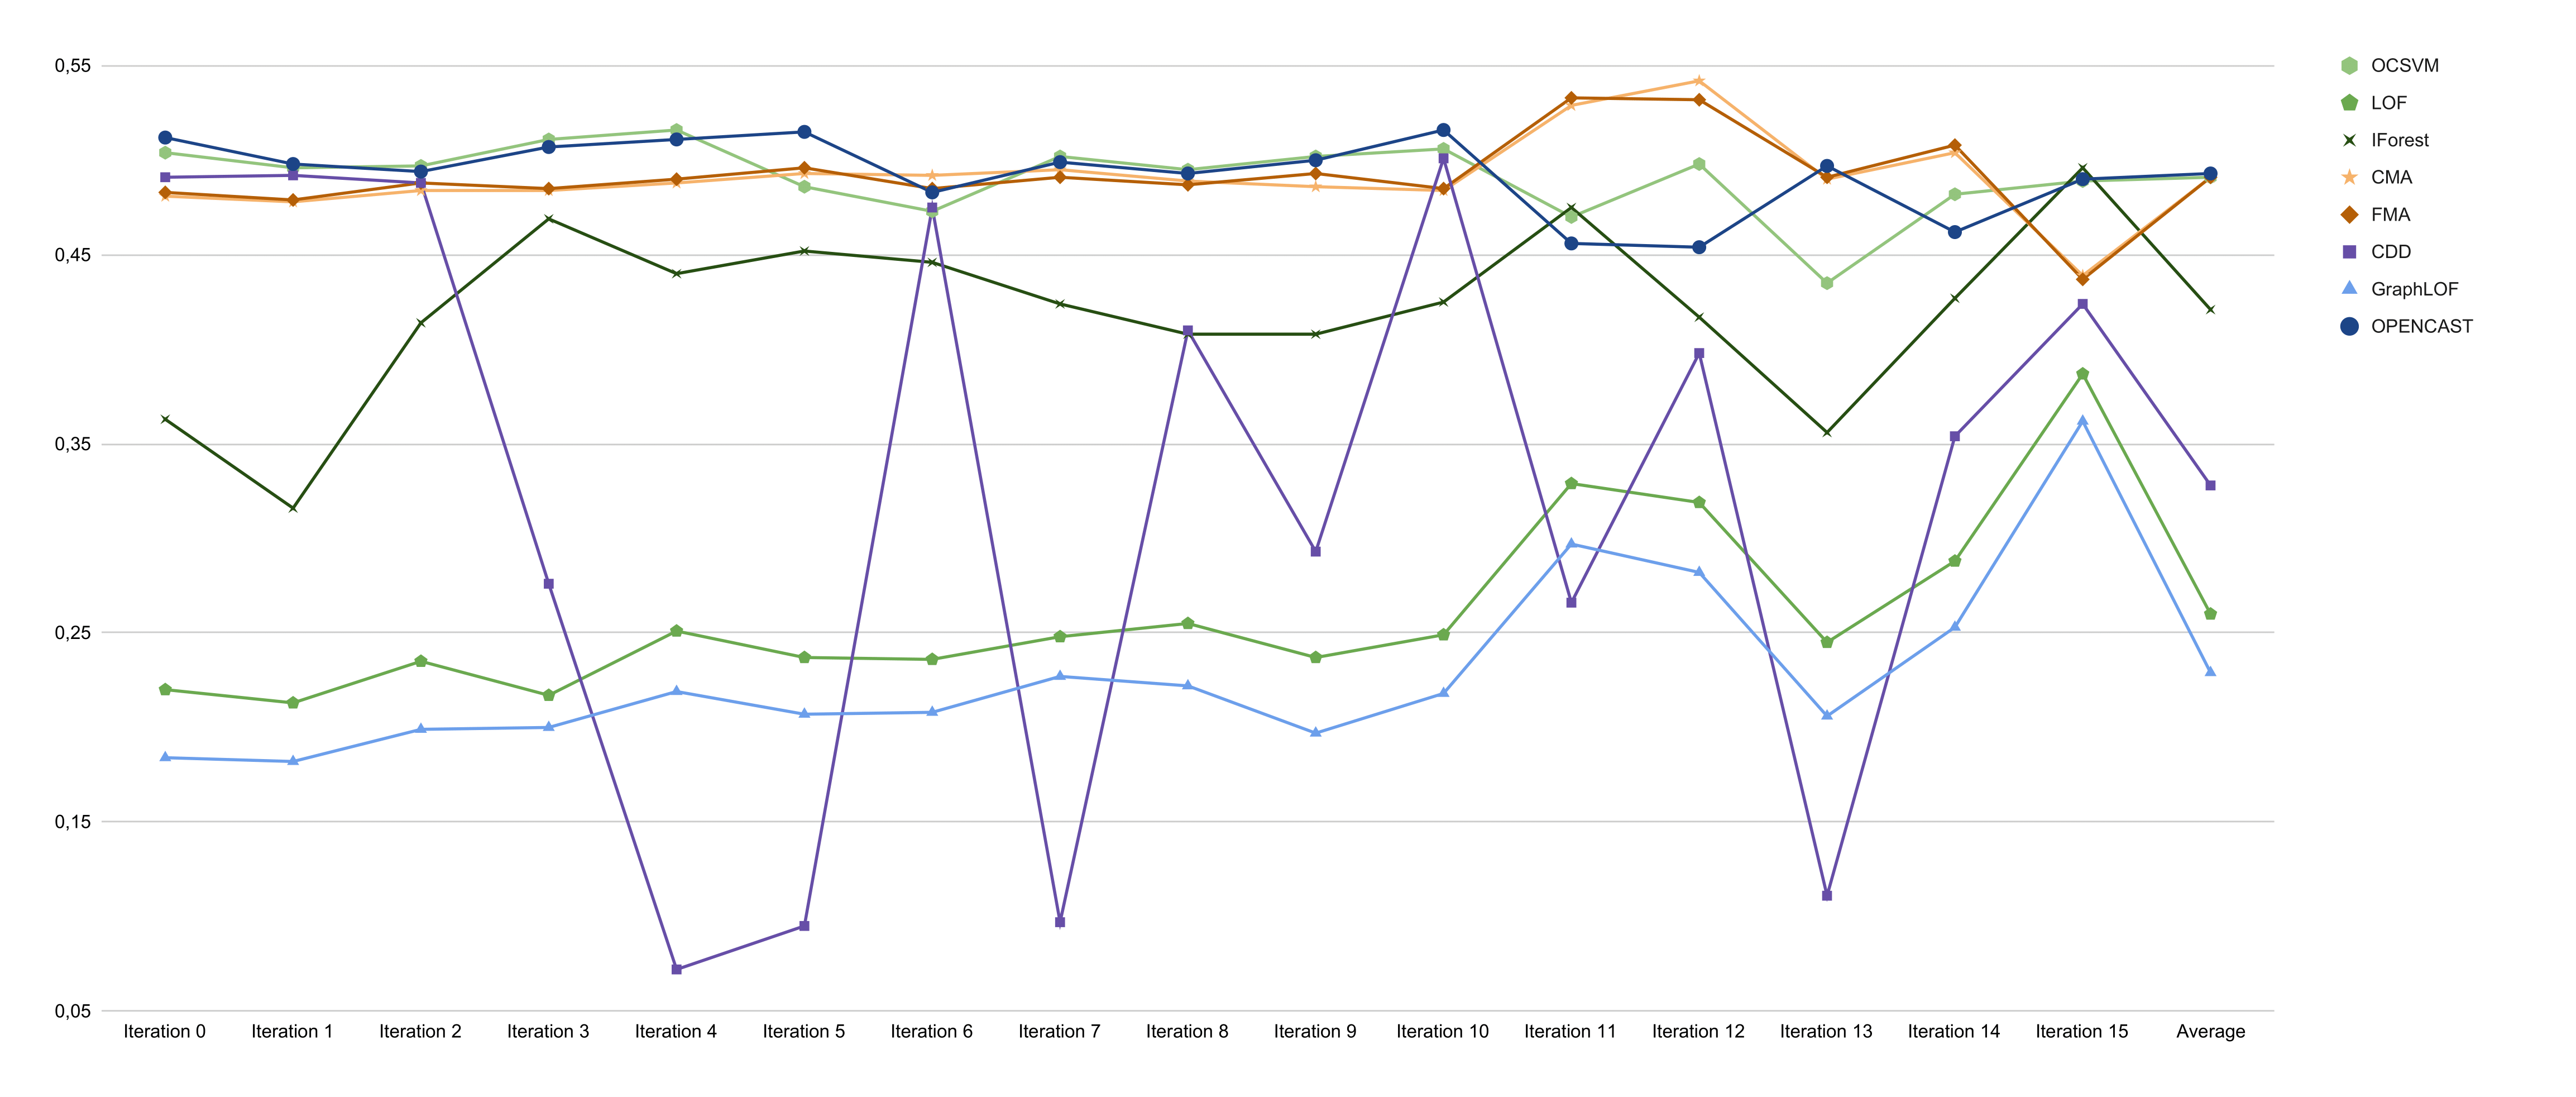 0,55
0,45
0,35
0,25
0,15
0,05
Iteration 0 Iteration 1 Iteration 2 Iteration 3 Iteration 4 Iteration 5 Iteration 6 Iteration 7 Iteration 8 Iteration 9 Iteration 10 Iteration 11 Iteration 12 Iteration 13 Iteration 14 Iteration 15 Average
OCSVM
LOF
IForest
CMA
FMA
CDD
GraphLOF
OPENCAST